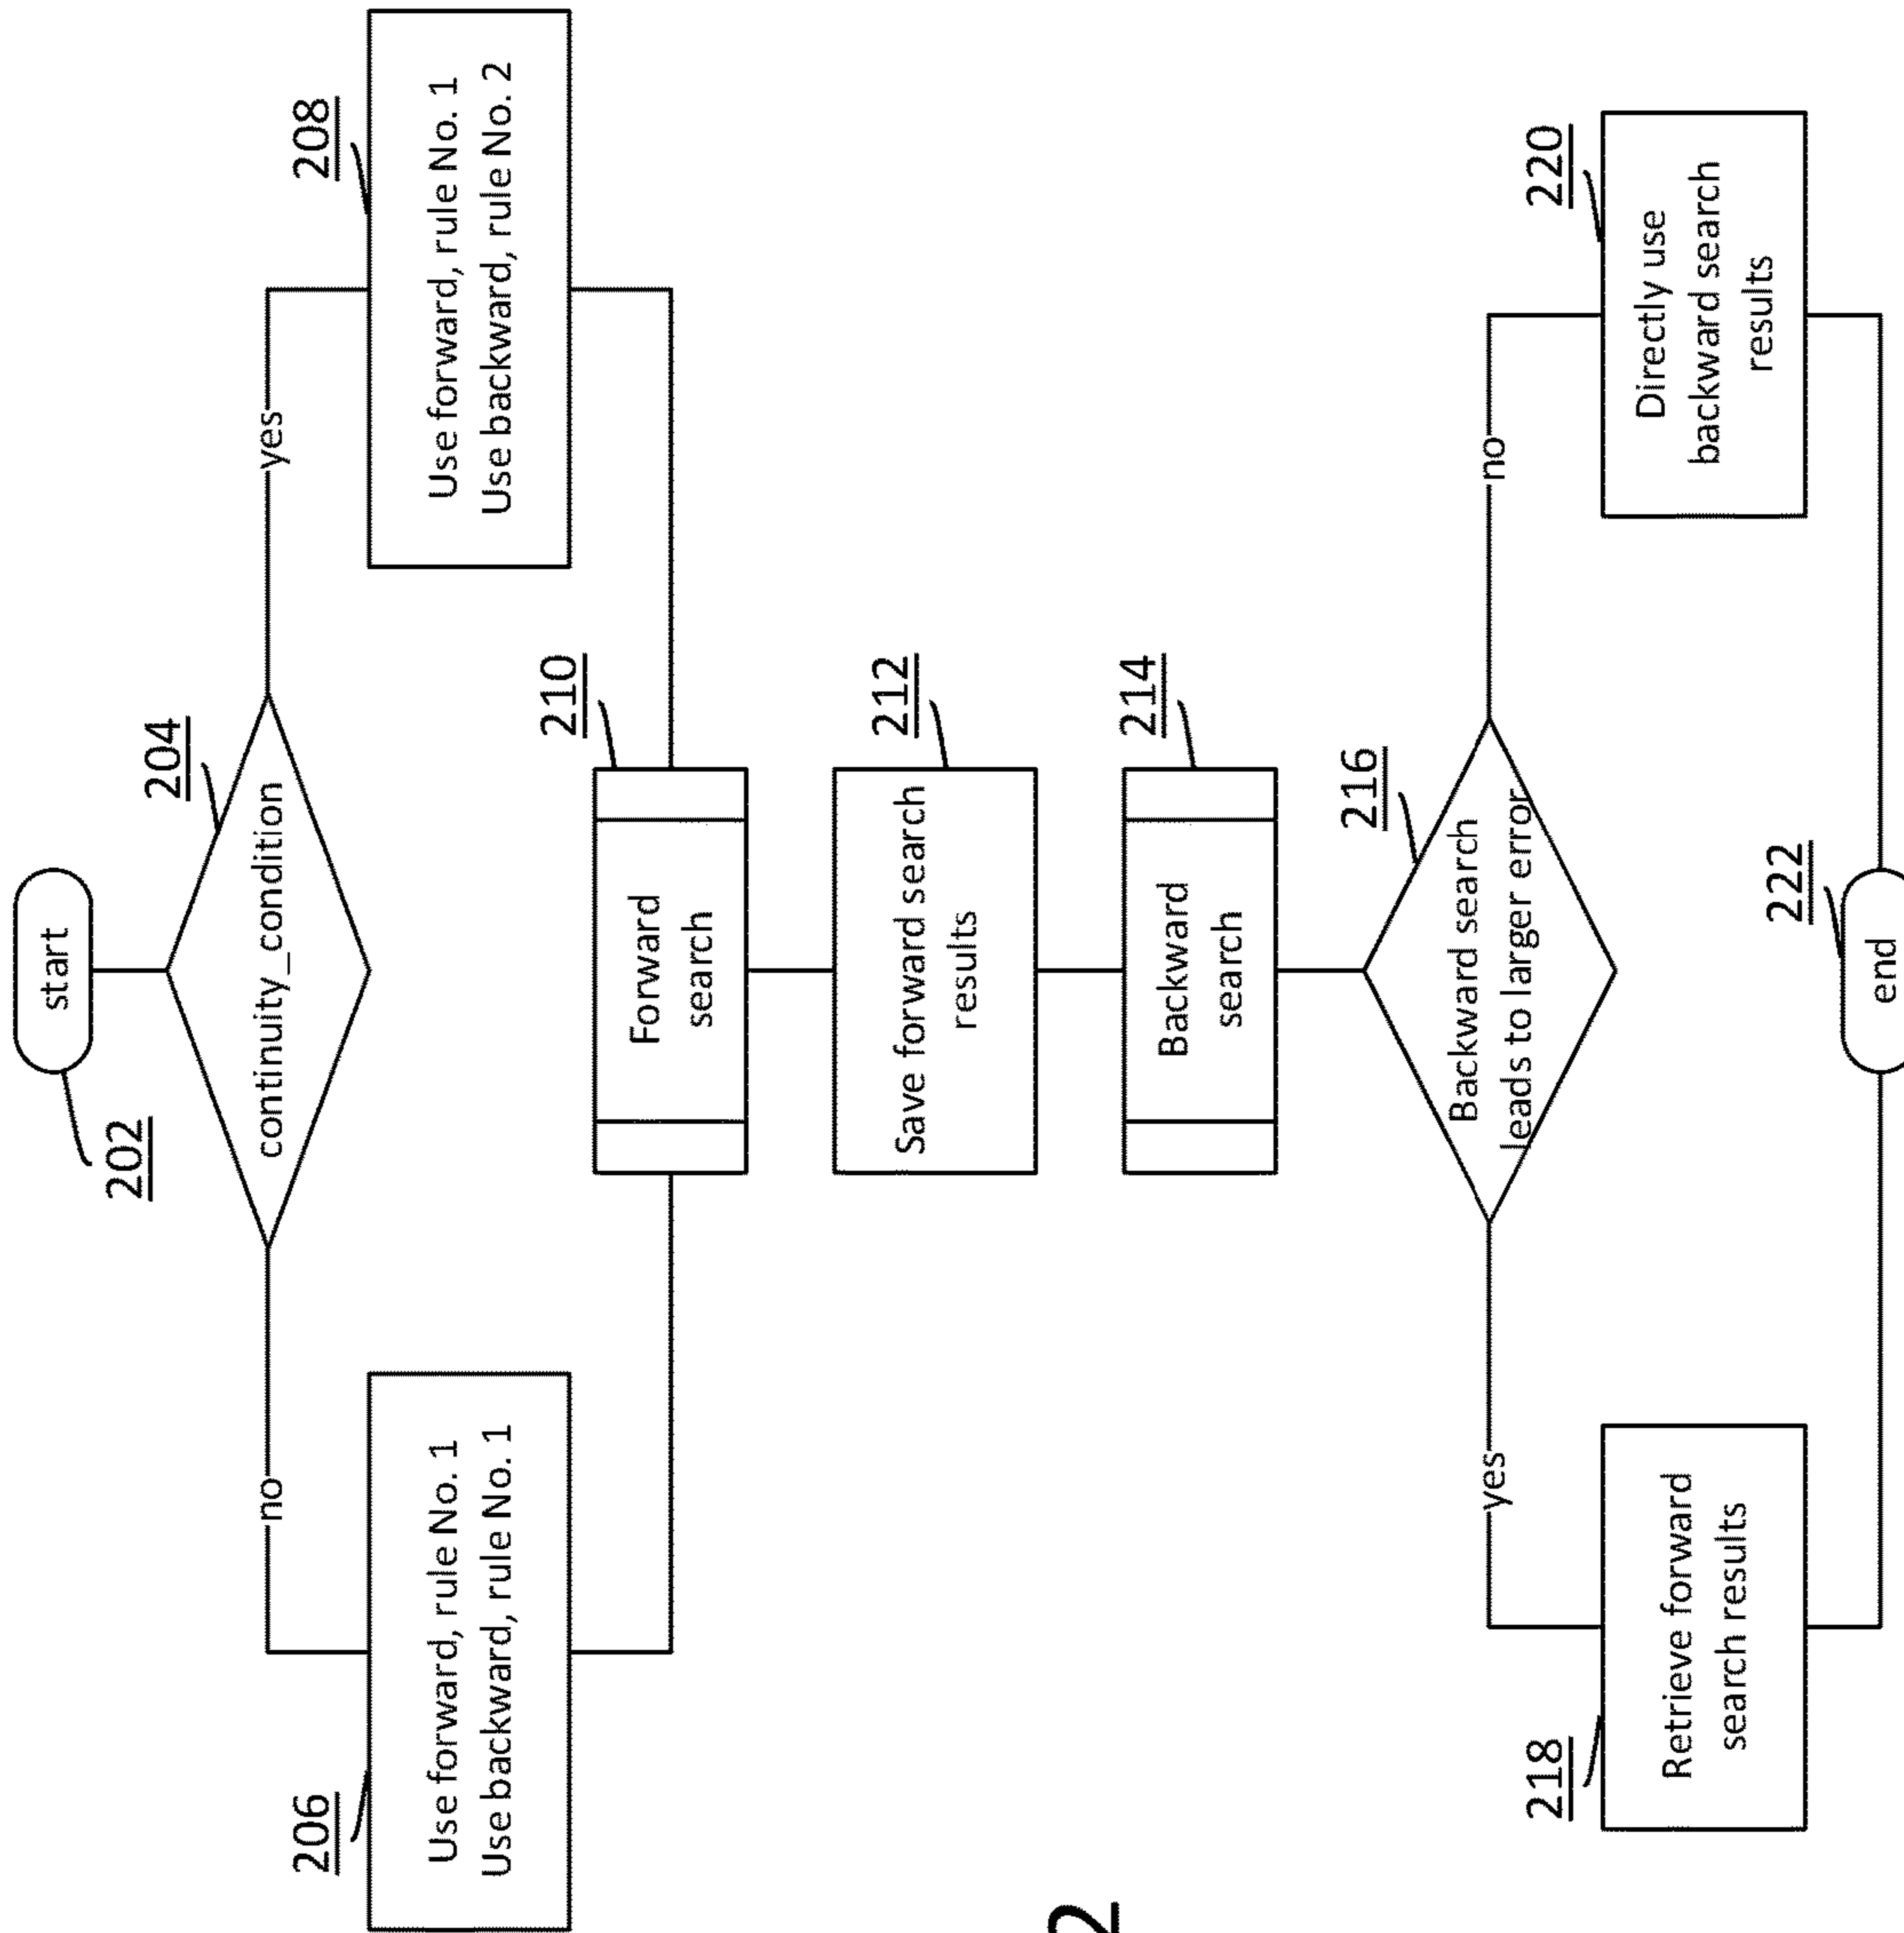 start
202
204
continuity_condition
no
yes
206
Use forward, rule No. 1
Use backward, rule No. 1
208
Use forward, rule No. 1
Use backward, rule No. 2
210
Forward
search
212
Save forward search
results
214
Backward
search
216
Backward search
leads to larger error
yes
no
218
Retrieve forward
search results
220
Directly use
backward search
results
222
end
2